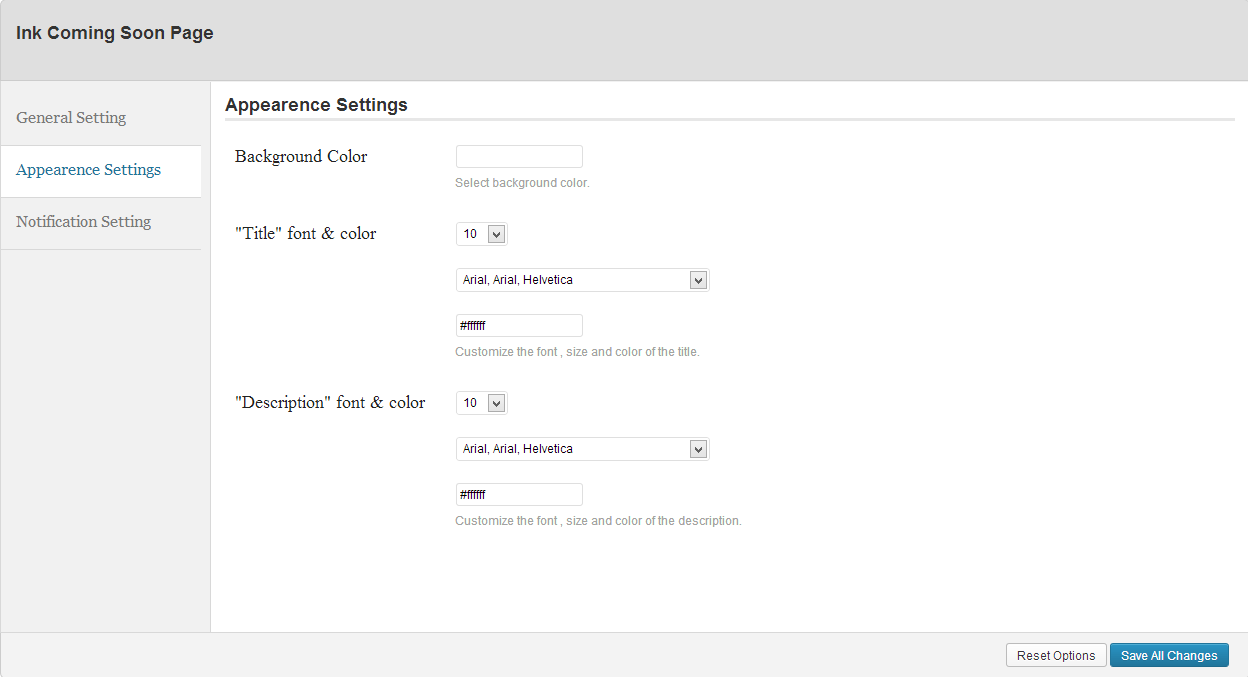 Ink Coming Soon Page
General Setting
Appearence Settings
Notification Setting
Appearence Settings
Background Color
Select background color.
"Title" font & color
10
Arial, Arial, Helvetica
#ffffff
Customize the font , size and color of the title.
"Description" font & color
10
Arial, Arial, Helvetica
#ffffff
Customize the font , size and color of the description.
Reset Options
Save All Changes